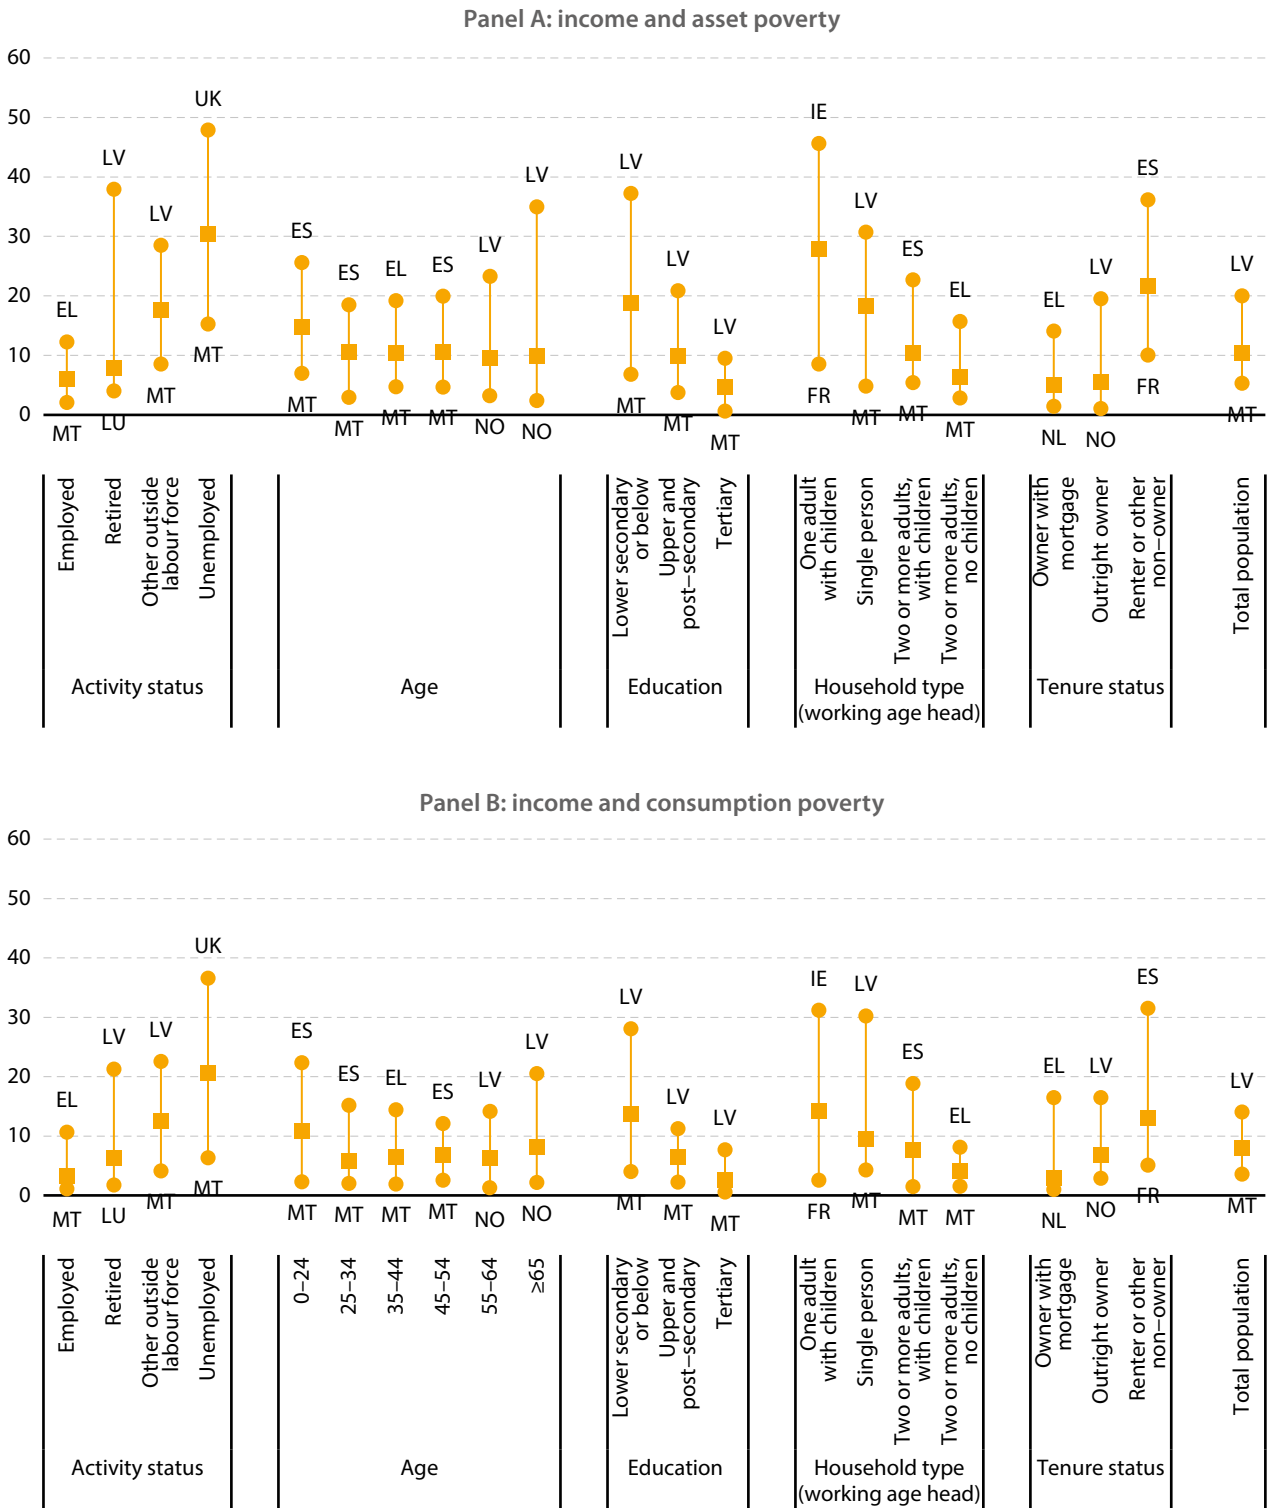 Panel A: income and asset poverty
60
50
40
30
20
10
0
EL
LV
LV
UK
ES
ES
EL
ES
LV
LV
LV
LV
LV
IE
LV
ES
EL
EL
LV
ES
LV
MT
LU
MT
MT
MT
MT
MT
MT
NO
NO
MT
MT
MT
FR
MT
MT
MT
NL
NO
FR
MT
Employed
Retired
Other outside
labour force
Unemployed
Lower secondary
or below
Upper and
post−secondary
Tertiary
One adult
with children
Single person
Two or more adults,
with children
Two or more adults,
no children
Owner with
mortgage
Outright owner
Renter or other
non−owner
Total population
Activity status
Age
Education
Household type
(working age head)
Tenure status
Panel B: income and consumption poverty
60
50
40
30
20
10
0
EL
LV
LV
UK
ES
ES
EL
ES
LV
LV
LV
LV
LV
IE
LV
ES
EL
EL
LV
ES
LV
MT
LU
MT
MT
MT
MT
MT
MT
NO
NO
MT
MT
MT
FR
MT
MT
MT
NL
NO
FR
MT
Employed
Retired
Other outside
labour force
Unemployed
0−24
25−34
35−44
45−54
55−64
≥65
Lower secondary
or below
Upper and
post−secondary
Tertiary
One adult
with children
Single person
Two or more adults,
with children
Two or more adults,
no children
Owner with
mortgage
Outright owner
Renter or other
non−owner
Total population
Activity status
Age
Education
Household type
(working age head)
Tenure status